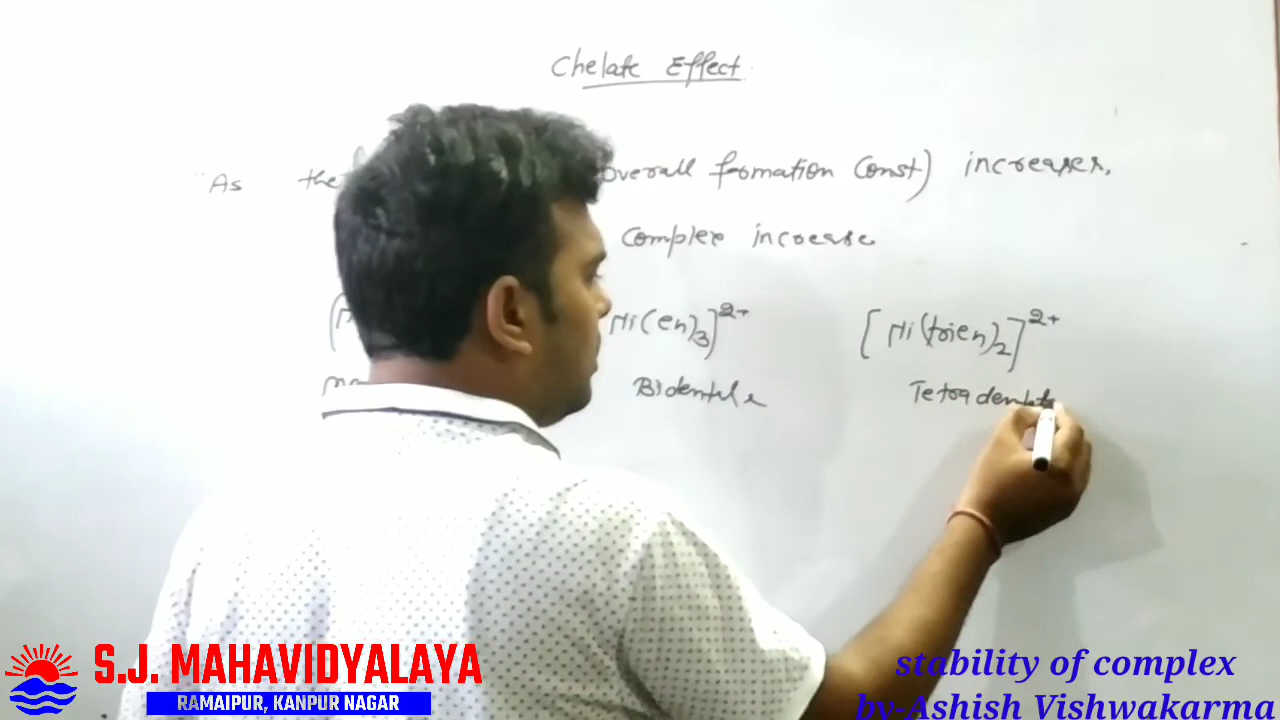 Chelate Effect
As the overall formation Const) increases.
Complex increase
Ni(en)3]2+ [Ni(trien)2]2+
Bidentate Tetradentate
S.J. MAHAVIDYALAYA
RAMAIPUR, KANPUR NAGAR
stability of complex
by-Ashish Vishwakarma